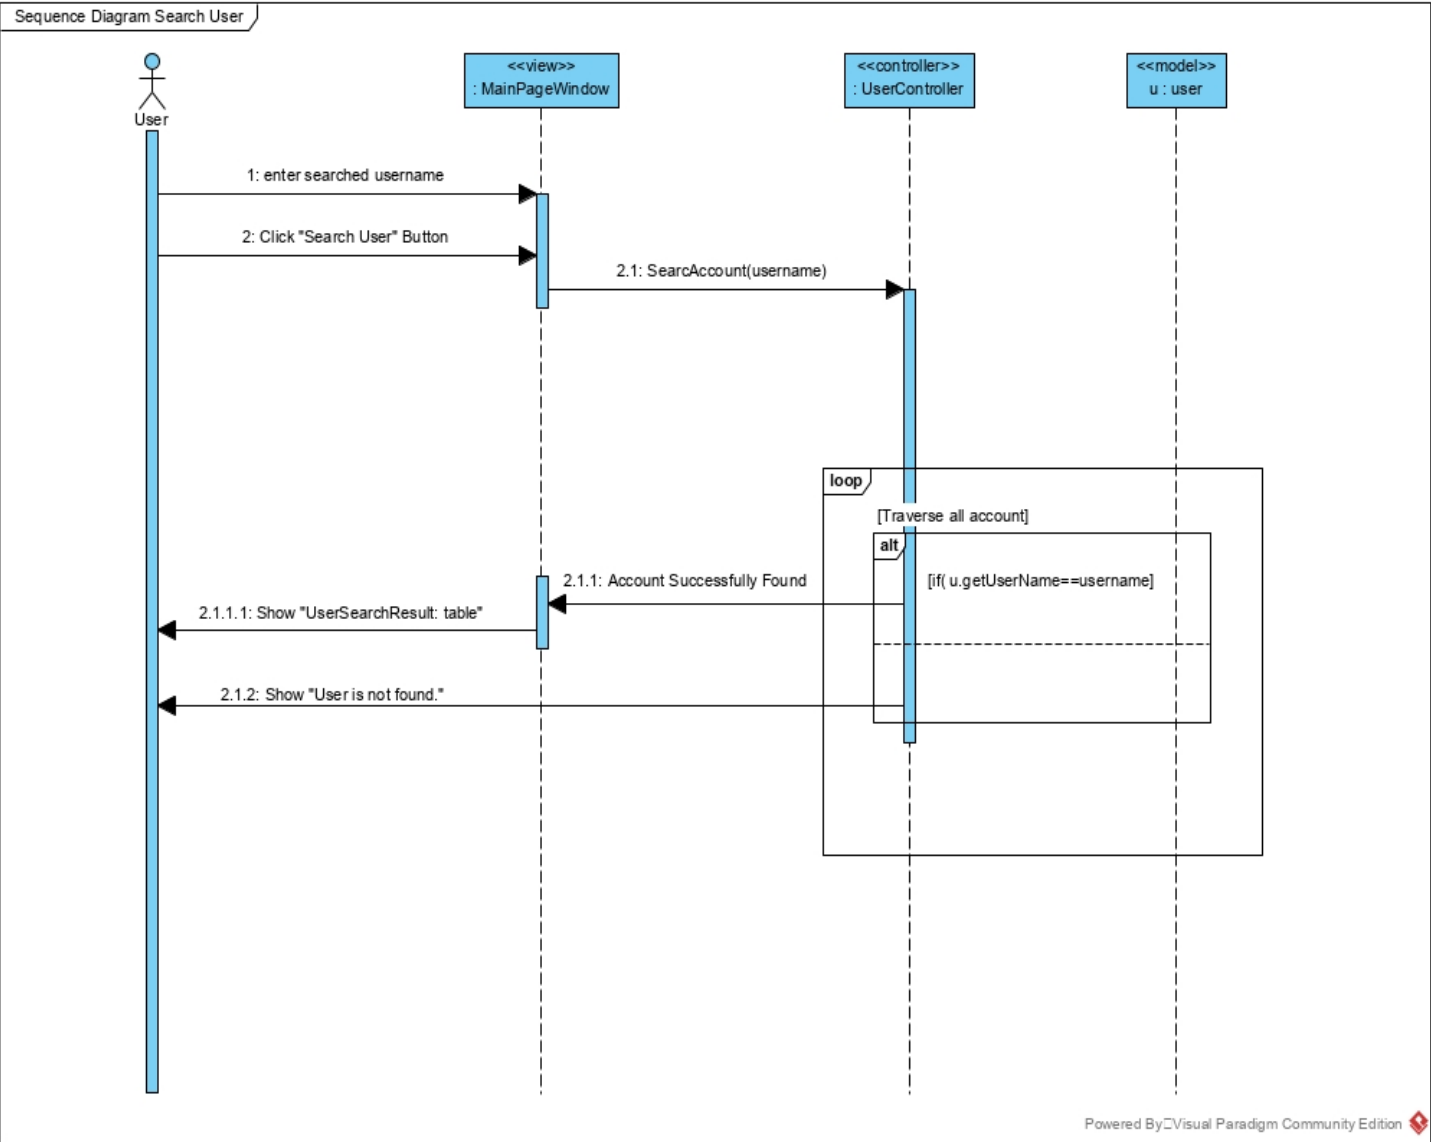 Sequence Diagram Search User
User
<<view>>
: MainPageWindow
<<controller>>
: UserController
<<model>>
u : user
1: enter searched username
2: Click "Search User" Button
2.1: SearcAccount(username)
loop
[Traverse all account]
alt
[if( u.getUserName==username]
2.1.1: Account Successfully Found
2.1.1.1: Show "UserSearchResult: table"
2.1.2: Show "User is not found."
Powered By Visual Paradigm Community Edition